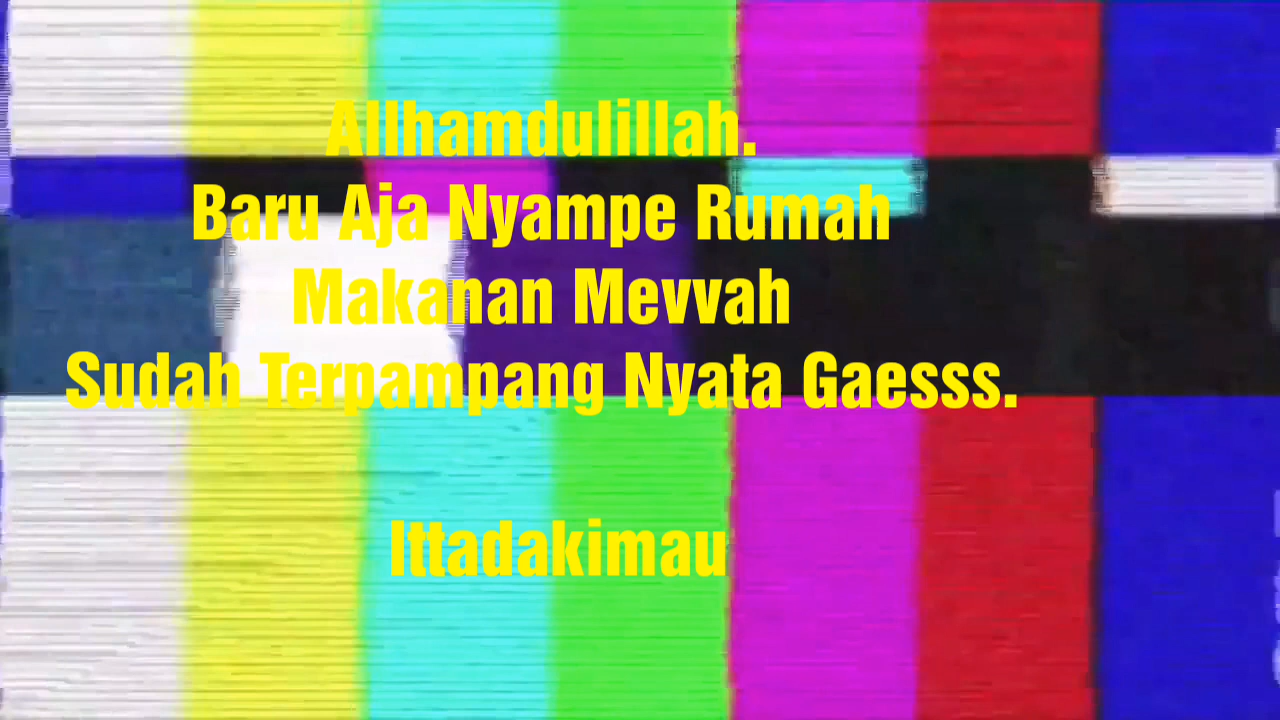 Allhamdulillah.
Baru Aja Nyampe Rumah
Makanan Mevvah
Sudah Terpampang Nyata Gaesss.
Ittadakimau